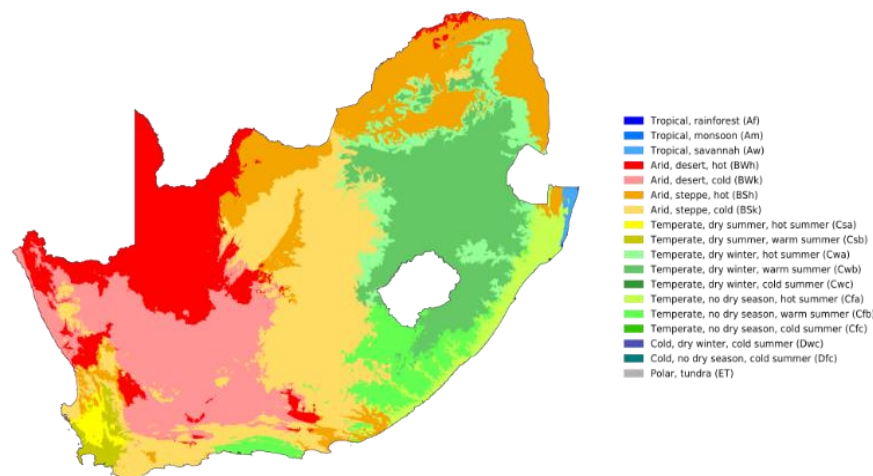 Tropical, rainforest (Af)
Tropical, monsoon (Am)
Tropical, savannah (Aw)
Arid, desert, hot (BWh)
Arid, desert, cold (BWk)
Arid, steppe, hot (BSh)
Arid, steppe, cold (BSk)
Temperate, dry summer, hot summer (Csa)
Temperate, dry summer, warm summer (Csb)
Temperate, dry winter, hot summer (Cwa)
Temperate, dry winter, warm summer (Cwb)
Temperate, dry winter, cold summer (Cwc)
Temperate, no dry season, hot summer (Cfa)
Temperate, no dry season, warm summer (Cfb)
Temperate, no dry season, cold summer (Cfc)
Cold, dry winter, cold summer (Dwc)
Cold, no dry season, cold summer (Dfc)
Polar, tundra (ET)